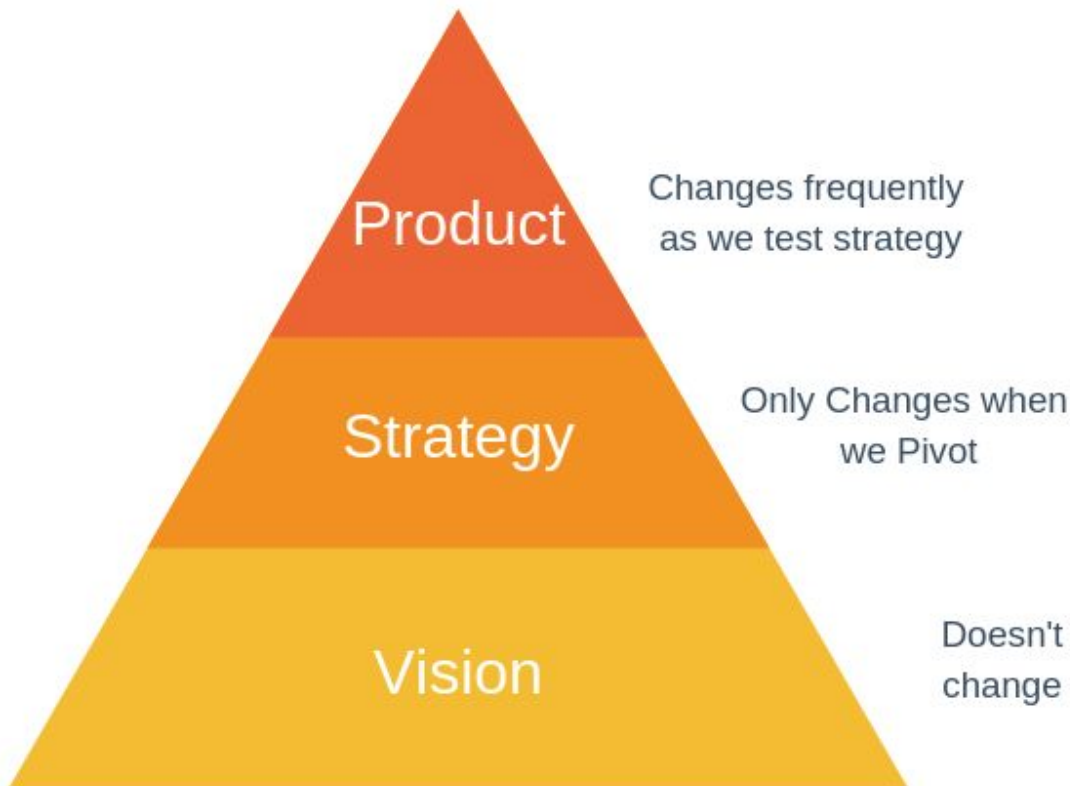 Product
Changes frequently
as we test strategy
Strategy
Only Changes when
we Pivot
Vision
Doesn't
change